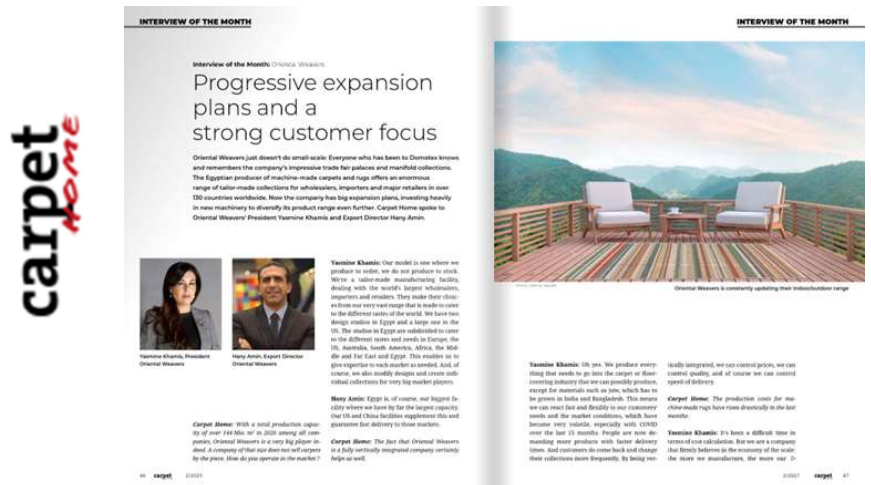 carpet
HOME
INTERVIEW OF THE MONTH
Interview of the Month: Oriental Weavers
Progressive expansion
plans and a
strong customer focus
Oriental Weavers just doesn't do small-scale: Everyone who has been to Domotex knows
and remembers the company's impressive trade fair palaces and manifold collections.
The Egyptian producer of machine-made carpets and rugs offers an enormous
range of tailor-made collections for wholesalers, importers and major retailers in over
130 countries worldwide. Now the company has big expansion plans, investing heavily
in new machinery to diversify its product range even further. Carpet Home spoke to
Oriental Weavers' President Yasmine Khamis and Export Director Hany Amin.
Yasmine Khamis, President
Oriental Weavers
Hany Amin, Export Director
Oriental Weavers
Carpet Home: With a total production capac-
ity of over 144 Mio. m² in 2020 among all com-
panies, Oriental Weavers is a very big player in-
deed. A company of that size does not sell carpets
by the piece. How do you operate in the market?
Yasmine Khamis: Our model is one where we
produce to order, we do not produce to stock.
We're a tailor-made manufacturing facility,
dealing with the world's largest wholesalers,
importers and retailers. They make their choic-
es from our very vast range that is made to cater
to the different tastes of the world. We have two
design studios in Egypt and a large one in the
US. The studios in Egypt are subdivided to cater
to the different tastes and needs in Europe, the
US, Australia, South America, Africa, the Mid-
dle and Far East and Egypt. This enables us to
give expertise to each market as needed. And, of
course, we also modify designs and create indi-
vidual collections for very big market players.
Hany Amin: Egypt is, of course, our biggest fa-
cility where we have by far the largest capacity.
Our US and China facilities supplement this and
guarantee fast delivery to those markets.
Carpet Home: The fact that Oriental Weavers
is a fully vertically integrated company certainly
helps as well.
46 carpet 2/2021
INTERVIEW OF THE MONTH
Oriental Weavers is constantly updating their indoor/outdoor range
Yasmine Khamis: Oh yes. We produce every-
thing that needs to go into the carpet or floor-
covering industry that we can possibly produce,
except for materials such as jute, which has to
be grown in India and Bangladesh. This means
we can react fast and flexibly to our customers'
needs and the market conditions, which have
become very volatile, especially with COVID
over the last 15 months. People are now de-
manding more products with faster delivery
times. And customers do come back and change
their collections more frequently. By being ver-
tically integrated, we can control prices, we can
control quality, and of course we can control
speed of delivery.
Carpet Home: The production costs for ma-
chine-made rugs have risen drastically in the last
months.
Yasmine Khamis: It's been a difficult time in
terms of cost calculation. But we are a company
that firmly believes in the economy of the scale:
the more we manufacture, the more our ▷
2/2021 carpet 47